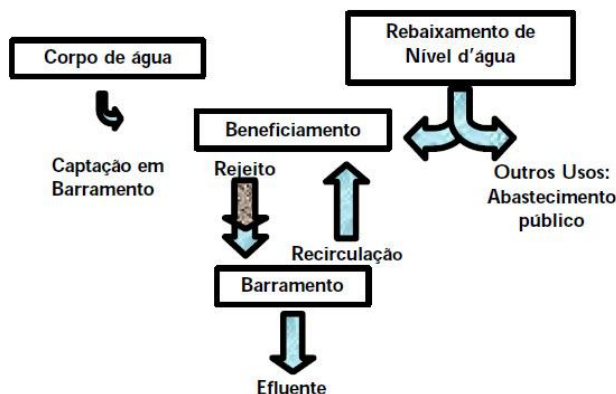 Corpo de água
Rebaixamento de
Nível d'água
Captação em
Barramento
Beneficiamento
Outros Usos:
Abastecimento
público
Rejeito
Recirculação
Barramento
Efluente